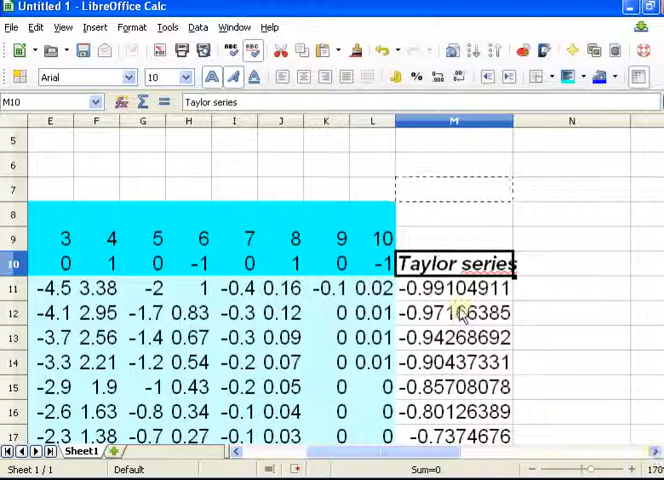 Untitled 1 - LibreOffice Calc
File Edit View Insert Format Tools Data Window Help
Arial 10
M10 Taylor series
E F G H I J K L M N
5
6
7
8
9 3 4 5 6 7 8 9 10
10 0 1 0 -1 0 1 0 -1 Taylor series
11 -4.5 3.38 -2 1 -0.4 0.16 -0.1 0.02 -0.99104911
12 -4.1 2.95 -1.7 0.83 -0.3 0.12 0 0.01 -0.97166385
13 -3.7 2.56 -1.4 0.67 -0.3 0.09 0 0.01 -0.94268692
14 -3.3 2.21 -1.2 0.54 -0.2 0.07 0 0.01 -0.90437331
15 -2.9 1.9 -1 0.43 -0.2 0.05 0 0 -0.85708078
16 -2.6 1.63 -0.8 0.34 -0.1 0.04 0 0 -0.80126389
17 -2.3 1.38 -0.7 0.27 -0.1 0.03 0 0 -0.7374676
Sheet1
Sheet 1 / 1 Default Sum=0 170